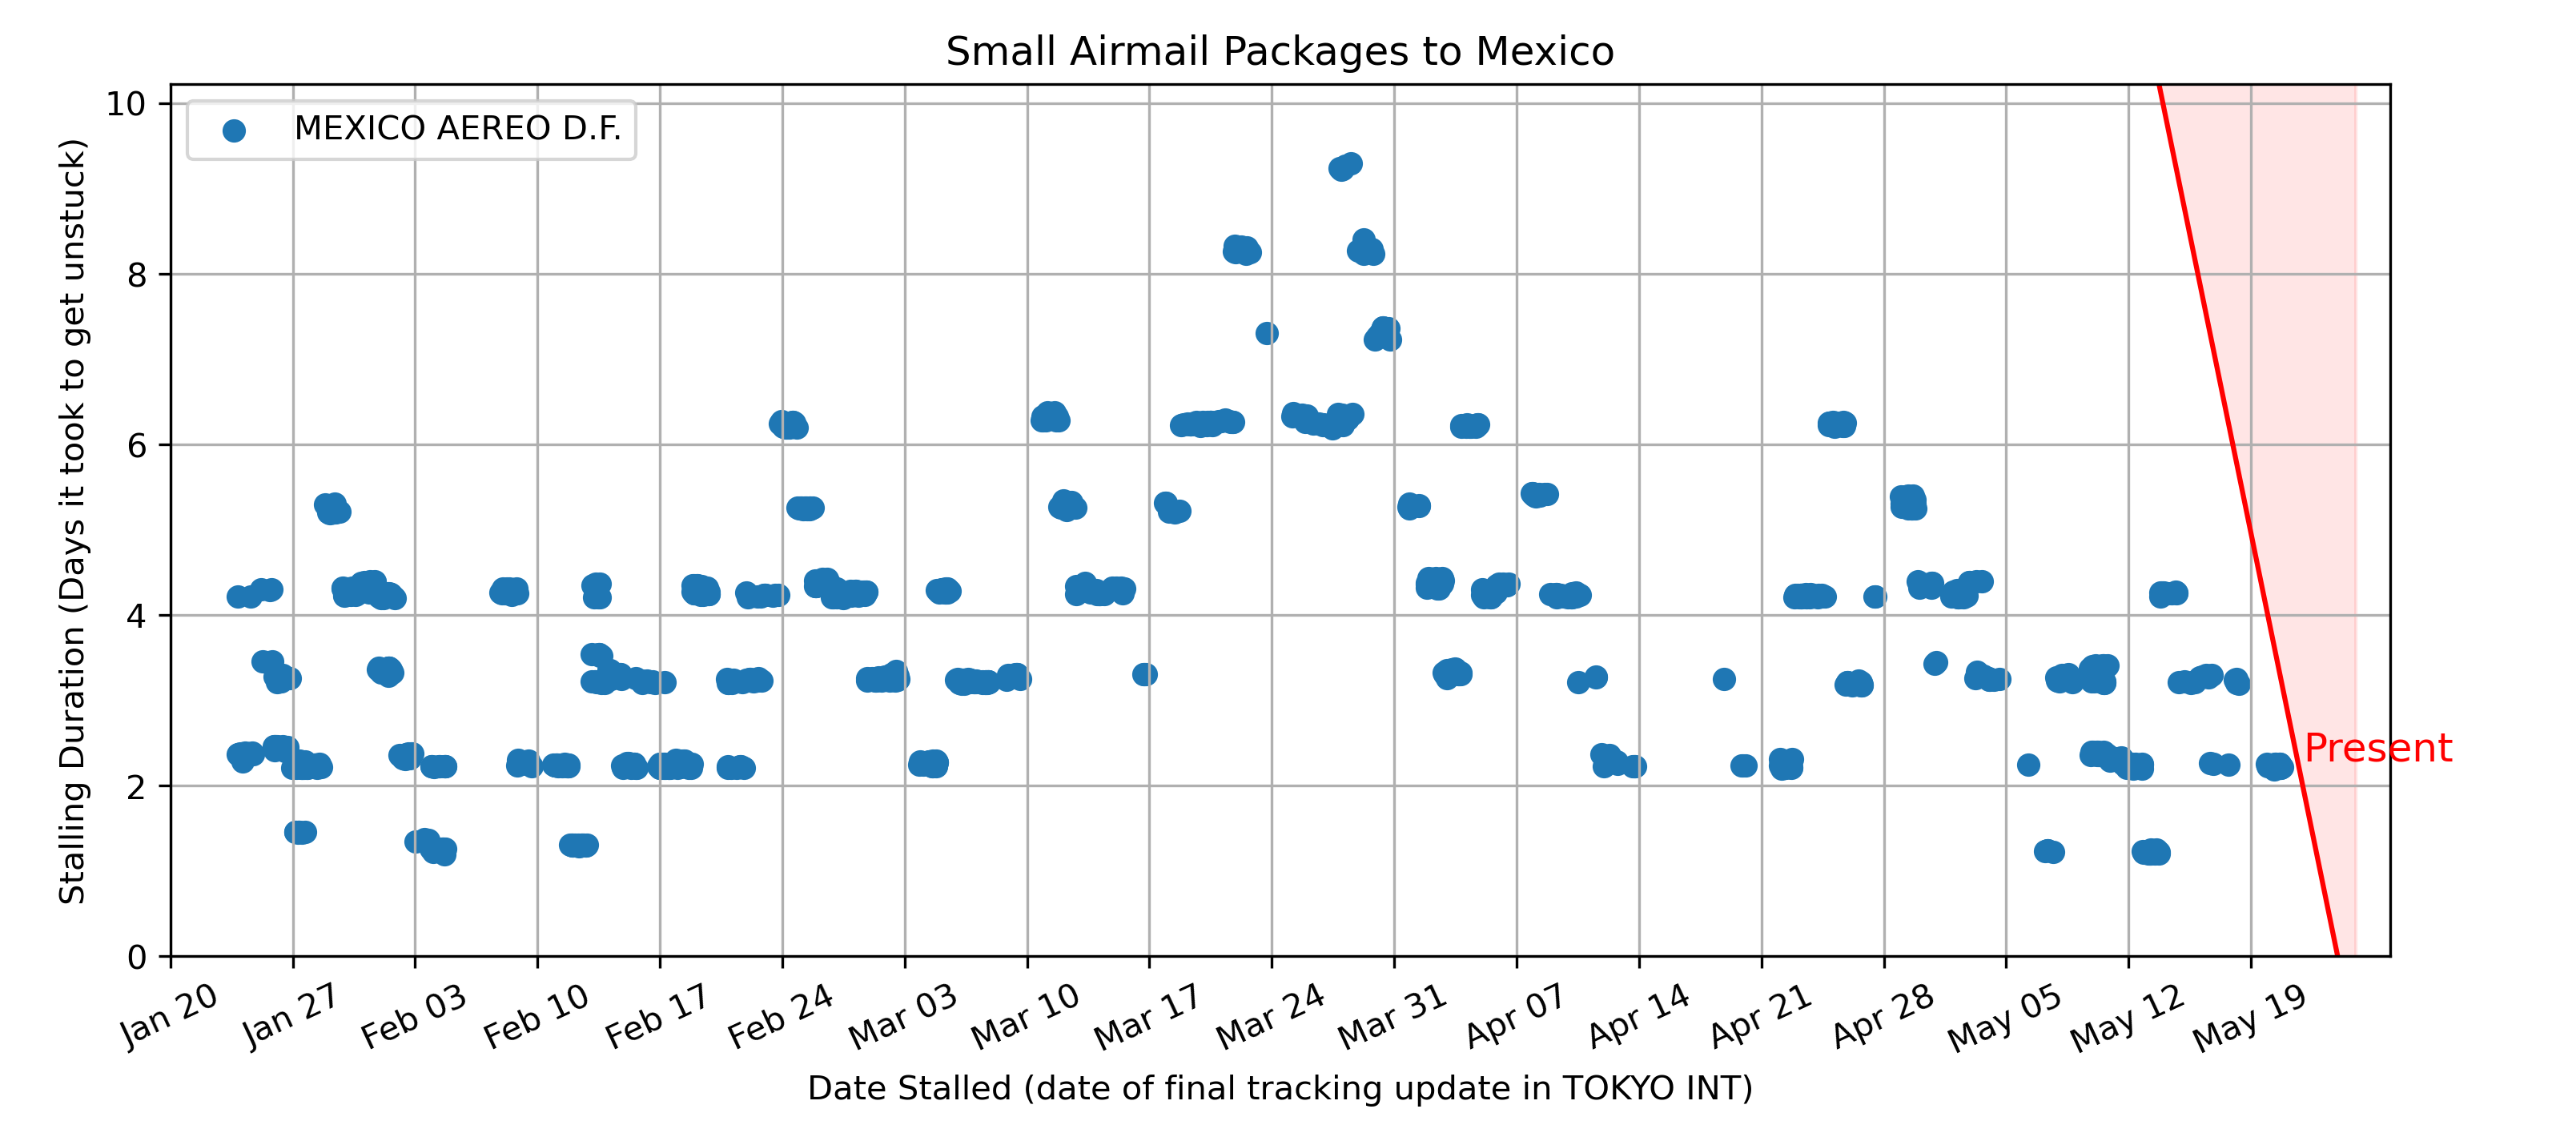 Small Airmail Packages to Mexico
MEXICO AEREO D.F.
Stalling Duration (Days it took to get unstuck)
10
8
6
4
2
0
Present
Jan 20
Jan 27
Feb 03
Feb 10
Feb 17
Feb 24
Mar 03
Mar 10
Mar 17
Mar 24
Mar 31
Apr 07
Apr 14
Apr 21
Apr 28
May 05
May 12
May 19
Date Stalled (date of final tracking update in TOKYO INT)